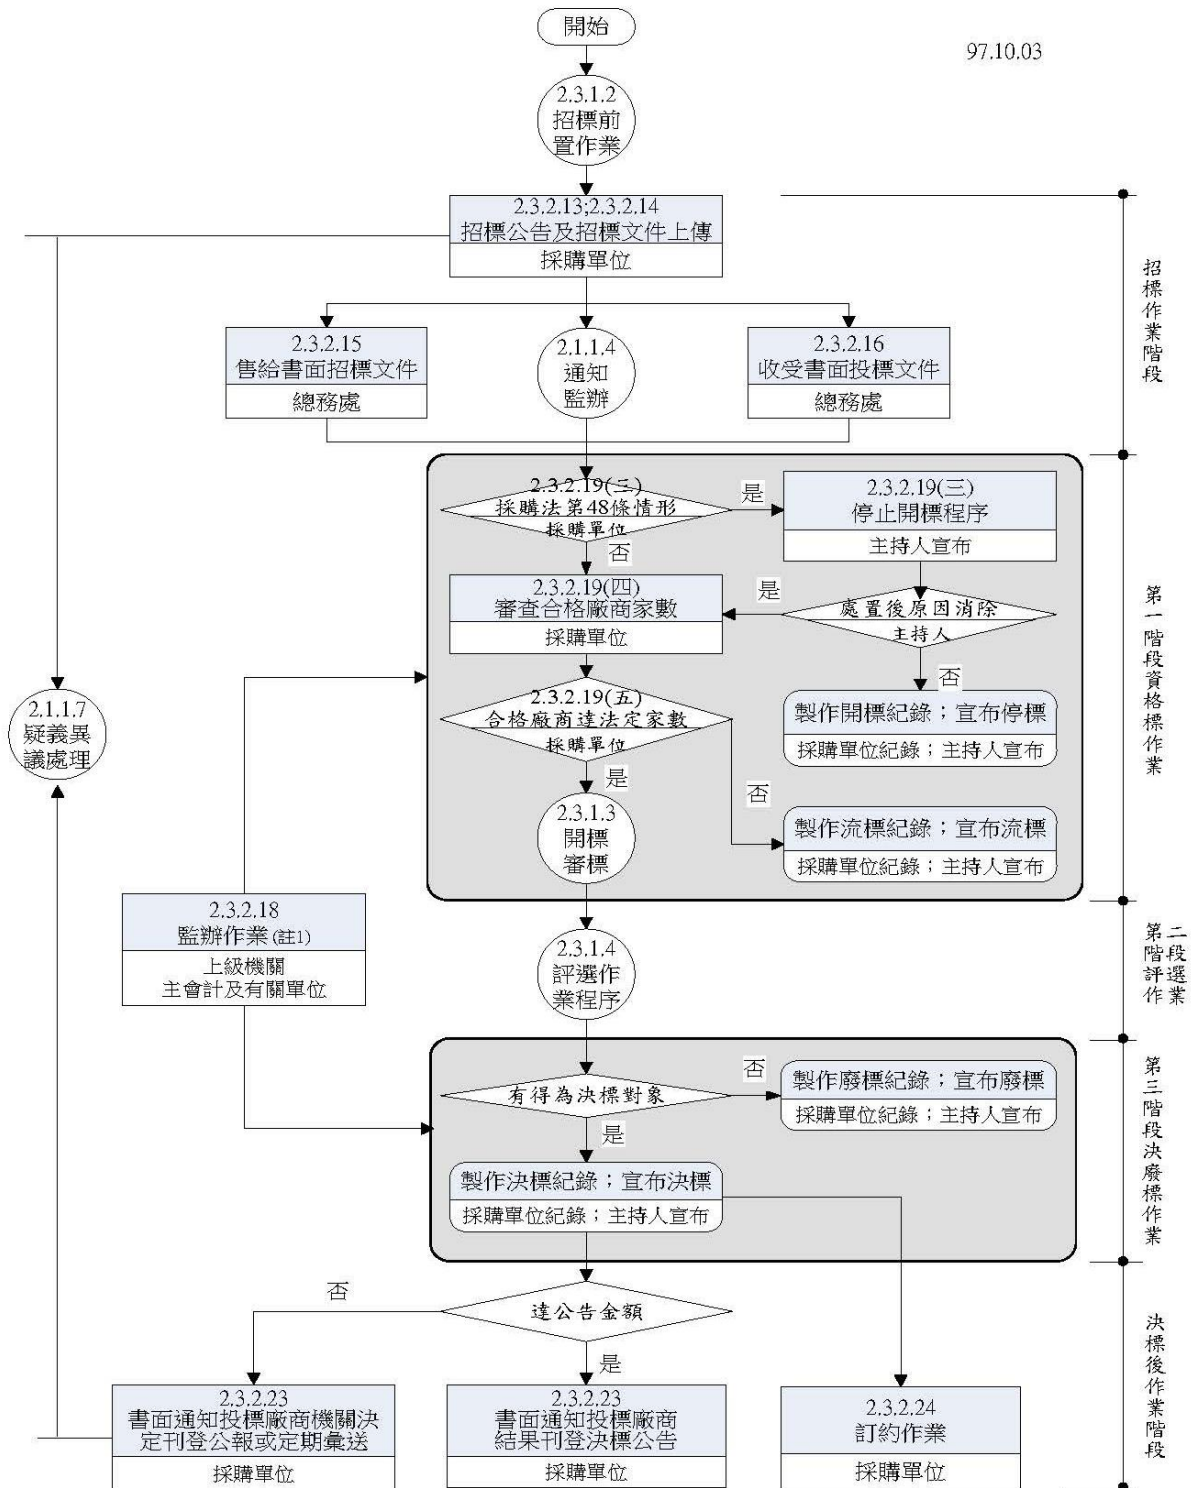 開始
97.10.03
2.3.1.2
招標前
置作業
2.3.2.13;2.3.2.14
招標公告及招標文件上傳
採購單位
招標作業階段
2.3.2.15
售給書面招標文件
總務處
2.1.1.4
通知
監辦
2.3.2.16
收受書面投標文件
總務處
2.3.2.19(三)
採購法第48條情形
採購單位
是
否
2.3.2.19(三)
停止開標程序
主持人宣布
2.3.2.19(四)
審查合格廠商家數
採購單位
是
處置後原因消除
主持人
否
第一階段資格標作業
2.3.2.19(五)
合格廠商達法定家數
採購單位
是
否
製作開標紀錄；宣布停標
採購單位紀錄；主持人宣布
2.1.1.7
疑義異
議處理
2.3.1.3
開標
審標
製作流標紀錄；宣布流標
採購單位紀錄；主持人宣布
2.3.2.18
監辦作業(註1)
上級機關
主會計及有關單位
2.3.1.4
評選作
業程序
第二
階段
評選
作業
有得為決標對象
否
是
製作廢標紀錄；宣布廢標
採購單位紀錄；主持人宣布
製作決標紀錄；宣布決標
採購單位紀錄；主持人宣布
第三階段決廢標作業
達公告金額
否
是
2.3.2.23
書面通知投標廠商機關決
定刊登公報或定期彙送
採購單位
2.3.2.23
書面通知投標廠商
結果刊登決標公告
採購單位
2.3.2.24
訂約作業
採購單位
決標後作業階段